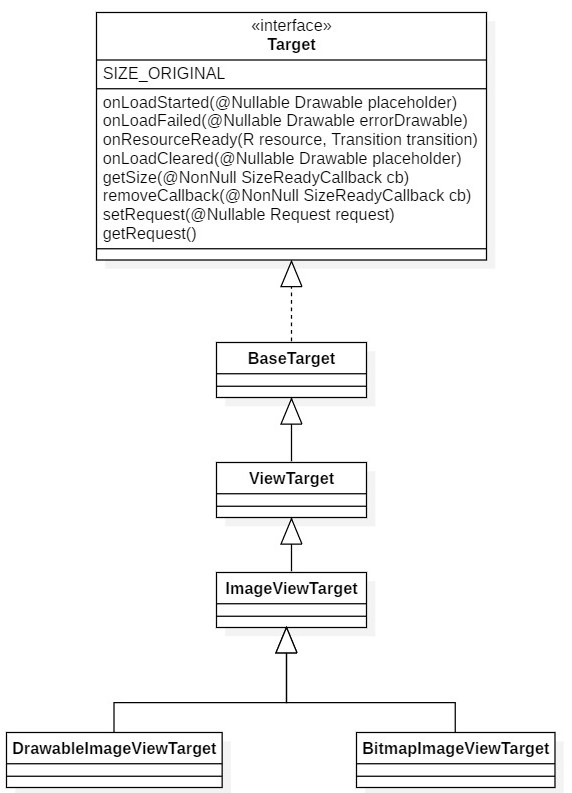 «interface»
Target
SIZE_ORIGINAL
onLoadStarted(@Nullable Drawable placeholder)
onLoadFailed(@Nullable Drawable errorDrawable)
onResourceReady(R resource, Transition transition)
onLoadCleared(@Nullable Drawable placeholder)
getSize(@NonNull SizeReadyCallback cb)
removeCallback(@NonNull SizeReadyCallback cb)
setRequest(@Nullable Request request)
getRequest()
BaseTarget
ViewTarget
ImageViewTarget
DrawableImageViewTarget
BitmapImageViewTarget